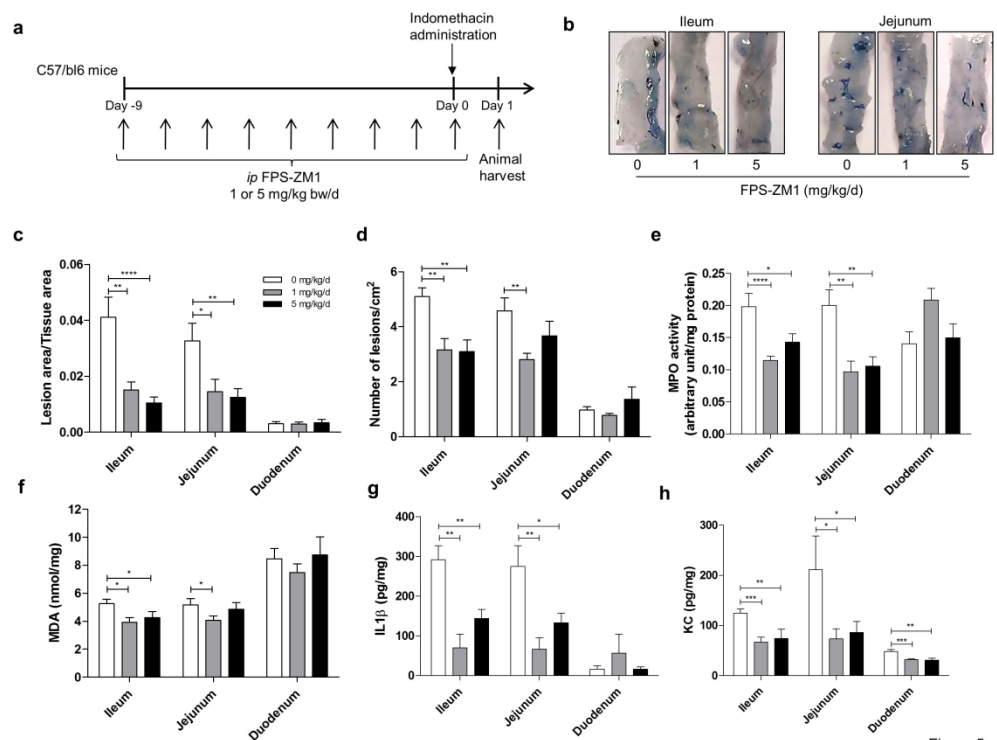 a
Indomethacin
administration
C57/bl6 mice
Day -9
Day 0
Day 1
ip FPS-ZM1
1 or 5 mg/kg bw/d
Animal
harvest
b
Ileum
Jejunum
0
1
5
0
1
5
FPS-ZM1 (mg/kg/d)
c
Lesion area/Tissue area
0.06
0.04
0.02
0.00
****
**
**
*
0 mg/kg/d
1 mg/kg/d
5 mg/kg/d
Ileum
Jejunum
Duodenum
d
Number of lesions/cm²
6
4
2
0
**
**
**
Ileum
Jejunum
Duodenum
e
MPO activity
(arbitrary unit/mg protein)
0.25
0.20
0.15
0.10
0.05
0.00
*
****
**
**
Ileum
Jejunum
Duodenum
f
MDA (nmol/mg)
12
10
8
6
4
2
0
*
*
*
Ileum
Jejunum
Duodenum
g
IL1β (pg/mg)
400
300
200
100
0
**
**
*
**
Ileum
Jejunum
Duodenum
h
KC (pg/mg)
300
200
100
0
**
***
*
*
**
***
Ileum
Jejunum
Duodenum